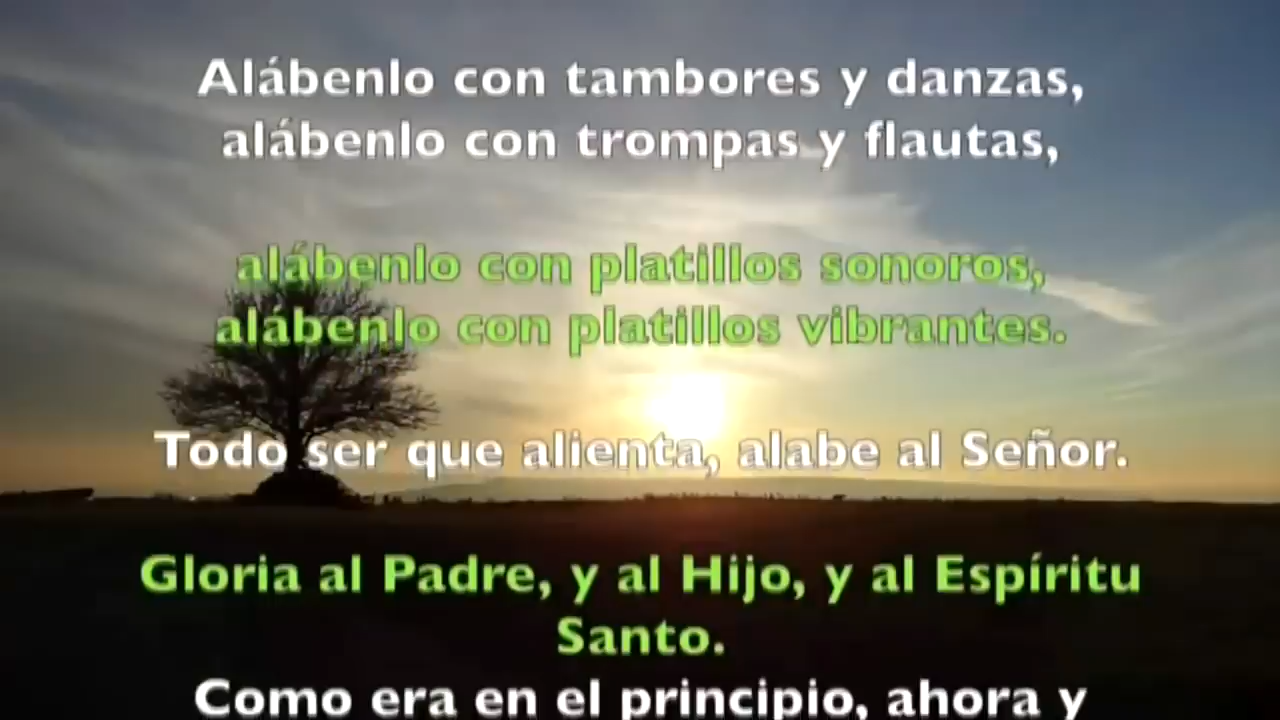 Alábenlo con tambores y danzas,
alábenlo con trompas y flautas,
alábenlo con platillos sonoros,
alábenlo con platillos vibrantes.
Todo ser que alienta, alabe al Señor.
Gloria al Padre, y al Hijo, y al Espíritu
Santo.
Como era en el principio, ahora y